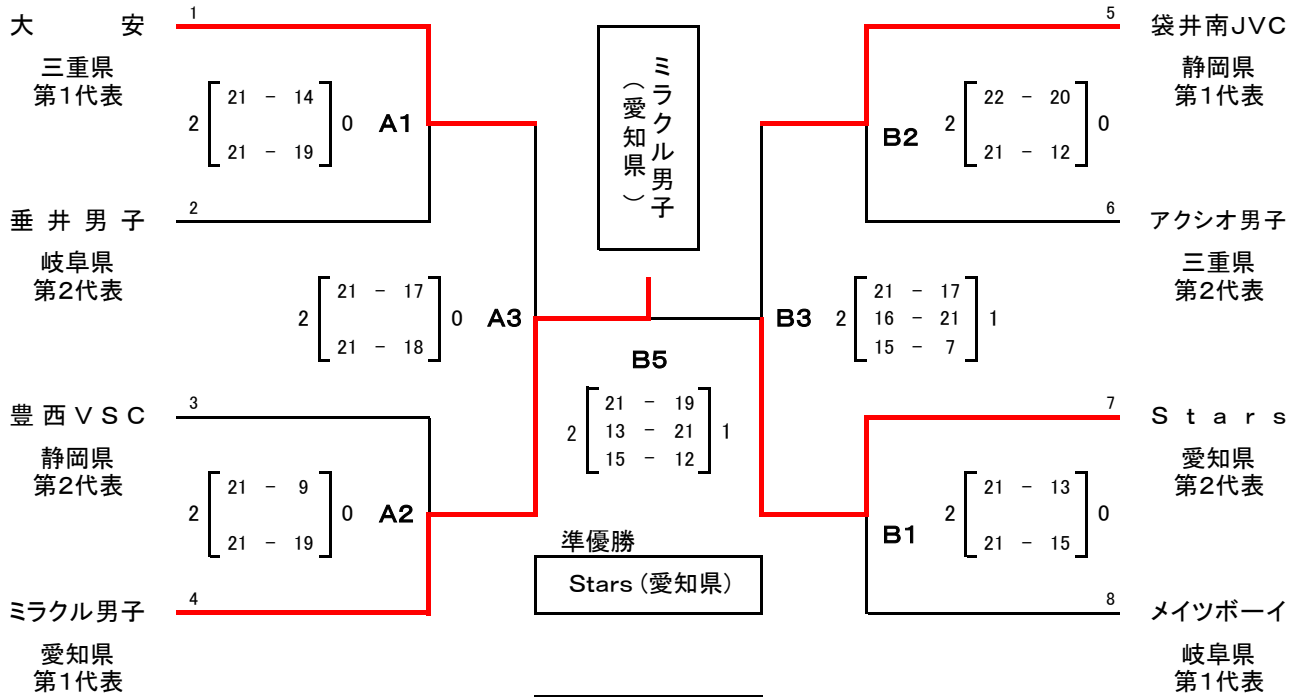 1
大　安
三重県
第1代表
2 [ 21 - 14 ] 0 A1
21 - 19
2
垂井男子
岐阜県
第2代表
2 [ 21 - 17 ] 0 A3
21 - 18
3
豊西VSC
静岡県
第2代表
2 [ 21 - 9 ] 0 A2
21 - 19
4
ミラクル男子
愛知県
第1代表
ミラクル男子
（愛知県）
B5
21 - 19
2 [ 13 - 21 ] 1
15 - 12
準優勝
Stars（愛知県）
5
袋井南JVC
静岡県
第1代表
B2 2 [ 22 - 20 ] 0
21 - 12
6
アクシオ男子
三重県
第2代表
21 - 17
B3 2 [ 16 - 21 ] 1
15 - 7
7
Stars
愛知県
第2代表
B1 2 [ 21 - 13 ] 0
21 - 15
8
メイツボーイ
岐阜県
第1代表